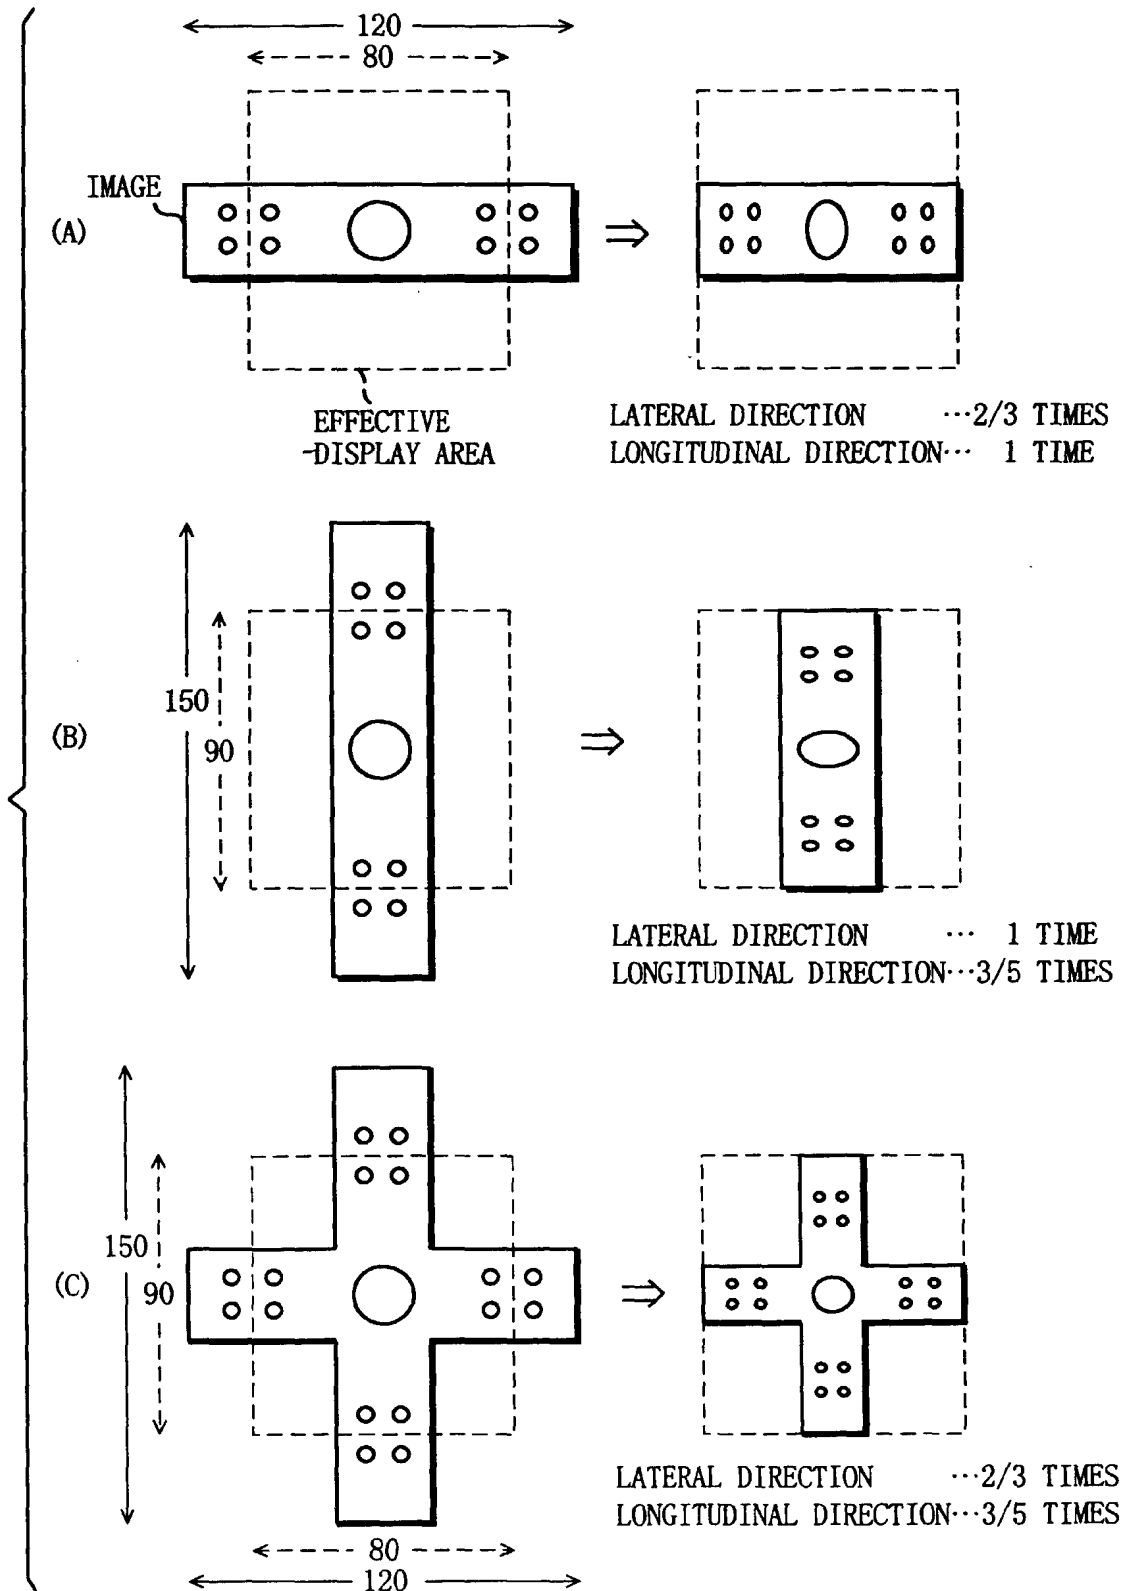 120
80
IMAGE
(A)
EFFECTIVE
DISPLAY AREA
LATERAL DIRECTION ···2/3 TIMES
LONGITUDINAL DIRECTION··· 1 TIME
150
90
(B)
LATERAL DIRECTION ··· 1 TIME
LONGITUDINAL DIRECTION···3/5 TIMES
150
90
(C)
LATERAL DIRECTION ···2/3 TIMES
LONGITUDINAL DIRECTION···3/5 TIMES
80
120